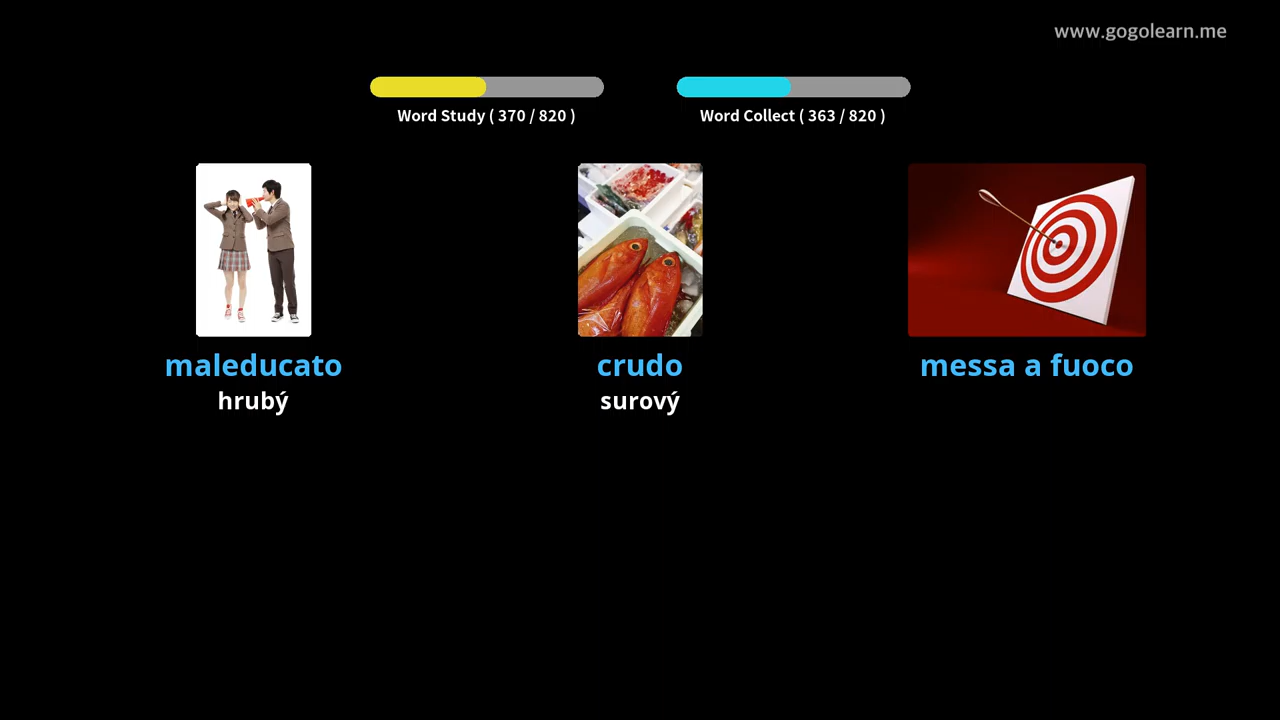 www.gogolearn.me
Word Study ( 370 / 820 )
Word Collect ( 363 / 820 )
maleducato
hrubý
crudo
surový
messa a fuoco